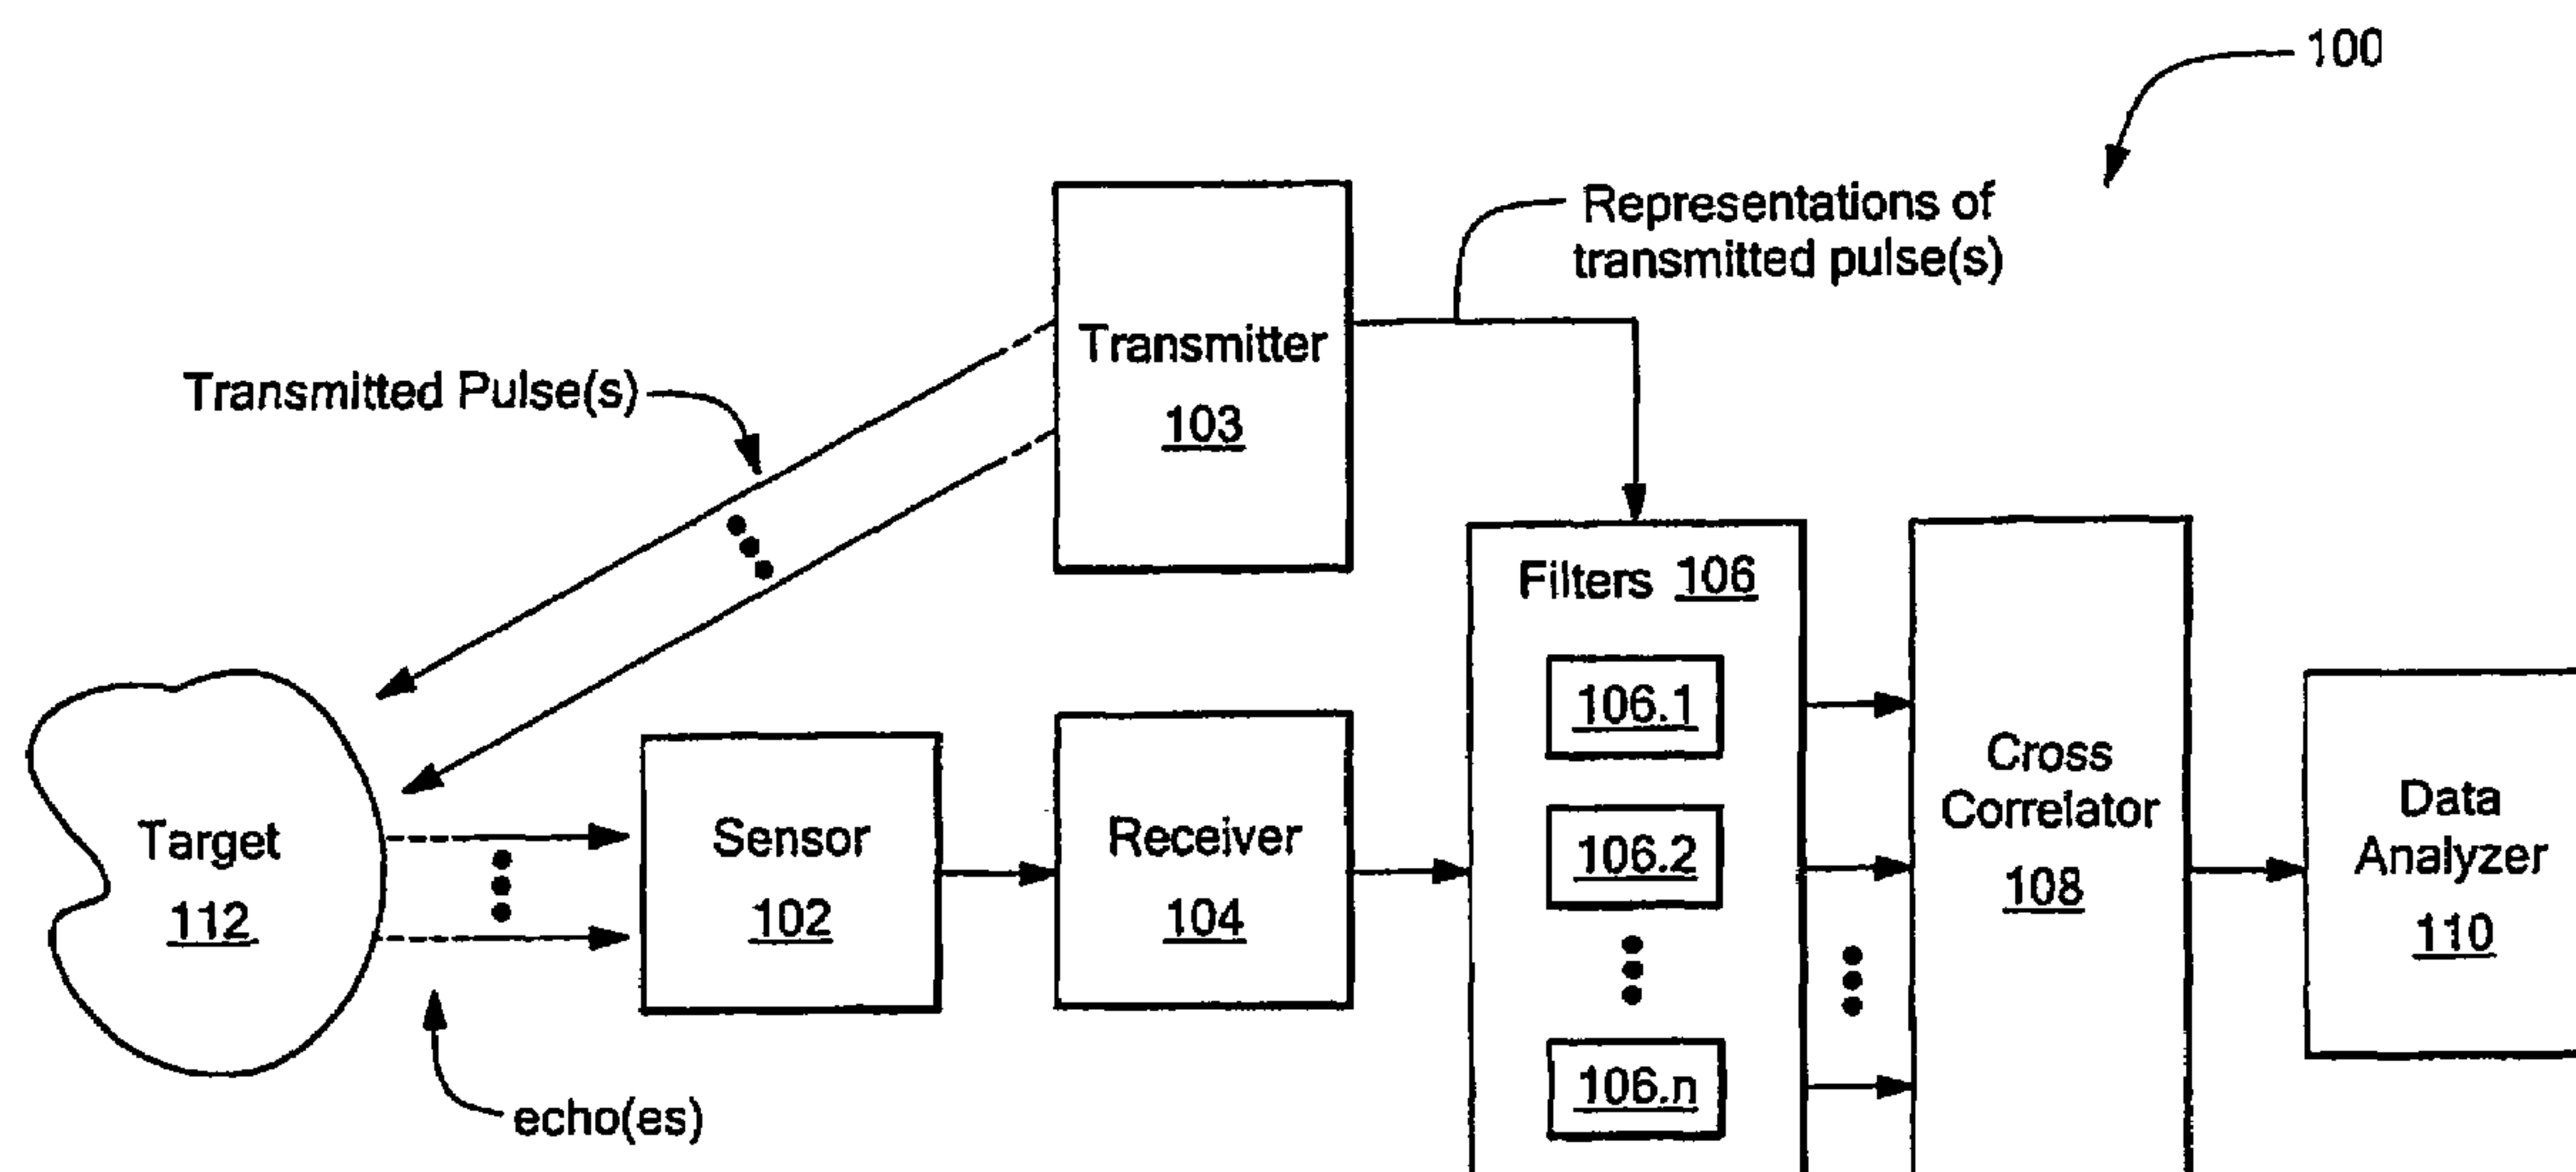 100
Representations of
transmitted pulse(s)
Transmitter
103
Transmitted Pulse(s)
Filters 106
106.1
106.2
106.n
Cross
Correlator
108
Data
Analyzer
110
Target
112
Sensor
102
Receiver
104
echo(es)